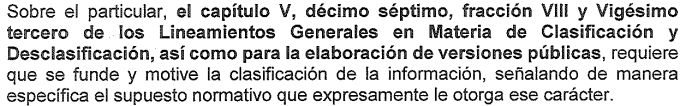 Sobre el particular, el capítulo V, décimo séptimo, fracción VIII y Vigésimo
tercero de los Lineamientos Generales en Materia de Clasificación y
Desclasificación, así como para la elaboración de versiones públicas, requiere
que se funde y motive la clasificación de la información, señalando de manera
específica el supuesto normativo que expresamente le otorga ese carácter.